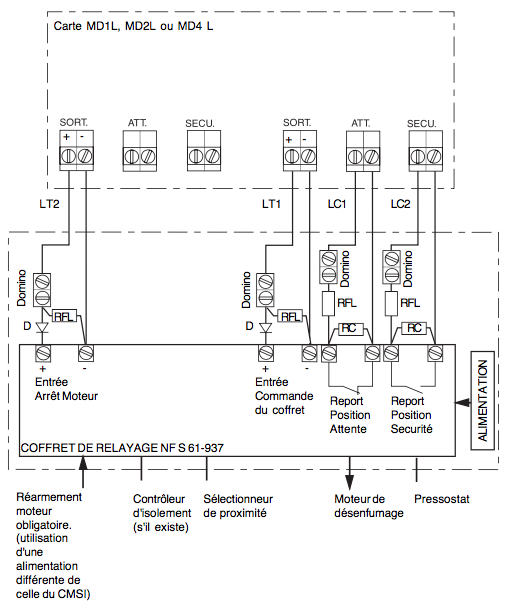 Carte MD1L, MD2L ou MD4 L
SORT. ATT. SECU. SORT. ATT. SECU.
+ - + -
LT2 LT1 LC1 LC2
Domino Domino Domino Domino
RFL RFL RFL RFL
D D RC RC
+ - + -
Entrée
Arrêt Moteur
Entrée
Commande
du coffret
Report
Position
Attente
Report
Position
Securité
ALIMENTATION
COFFRET DE RELAYAGE NF S 61-937
Réarmement
moteur
obligatoire.
(utilisation
d'une
alimentation
différente de
celle du CMSI)
Contrôleur
d'isolement
(s'il existe)
Sélectionneur
de proximité
Moteur de
désenfumage
Pressostat